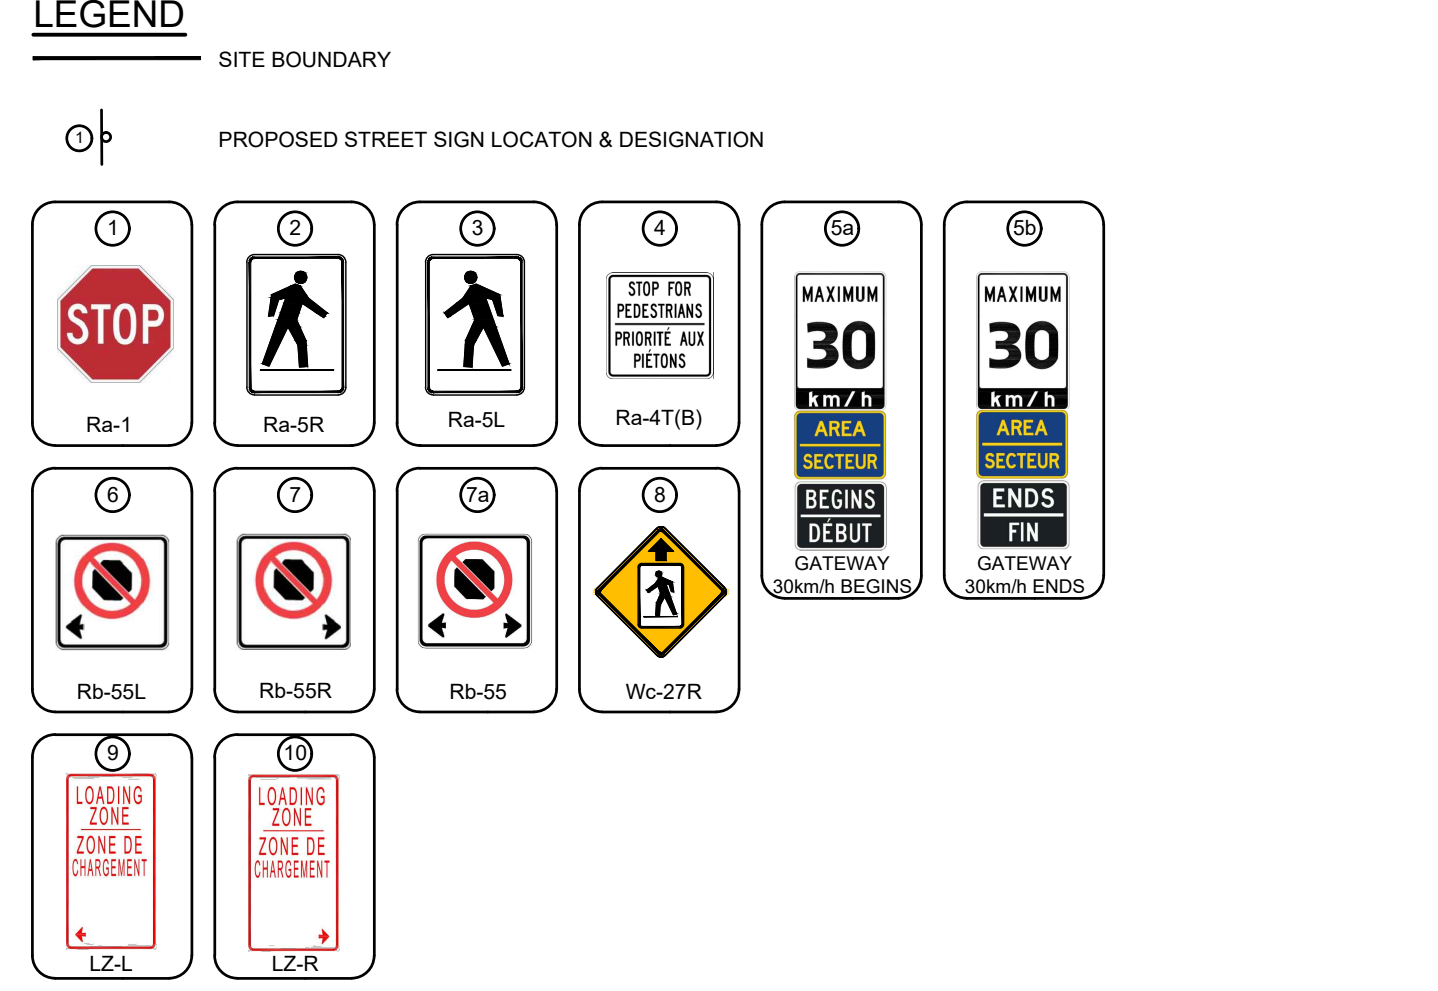 LEGEND
SITE BOUNDARY
1
PROPOSED STREET SIGN LOCATON & DESIGNATION
1
STOP
Ra-1
2
Ra-5R
3
Ra-5L
4
STOP FOR
PEDESTRIANS
PRIORITÉ AUX
PIÉTONS
Ra-4T(B)
5a
MAXIMUM
30
km/h
AREA
SECTEUR
BEGINS
DÉBUT
GATEWAY
30km/h BEGINS
5b
MAXIMUM
30
km/h
AREA
SECTEUR
ENDS
FIN
GATEWAY
30km/h ENDS
6
Rb-55L
7
Rb-55R
7a
Rb-55
8
Wc-27R
9
LOADING
ZONE
ZONE DE
CHARGEMENT
LZ-L
10
LOADING
ZONE
ZONE DE
CHARGEMENT
LZ-R